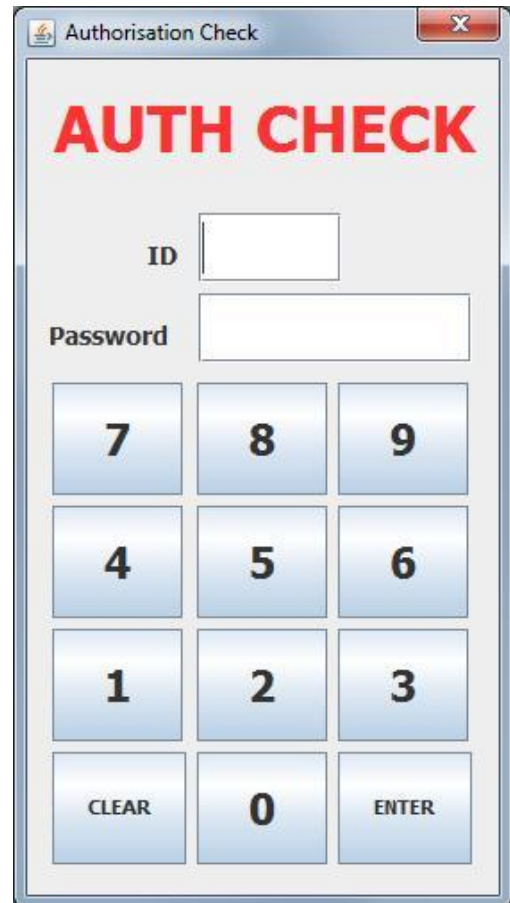 Authorisation Check
AUTH CHECK
ID
Password
7 8 9
4 5 6
1 2 3
CLEAR 0 ENTER